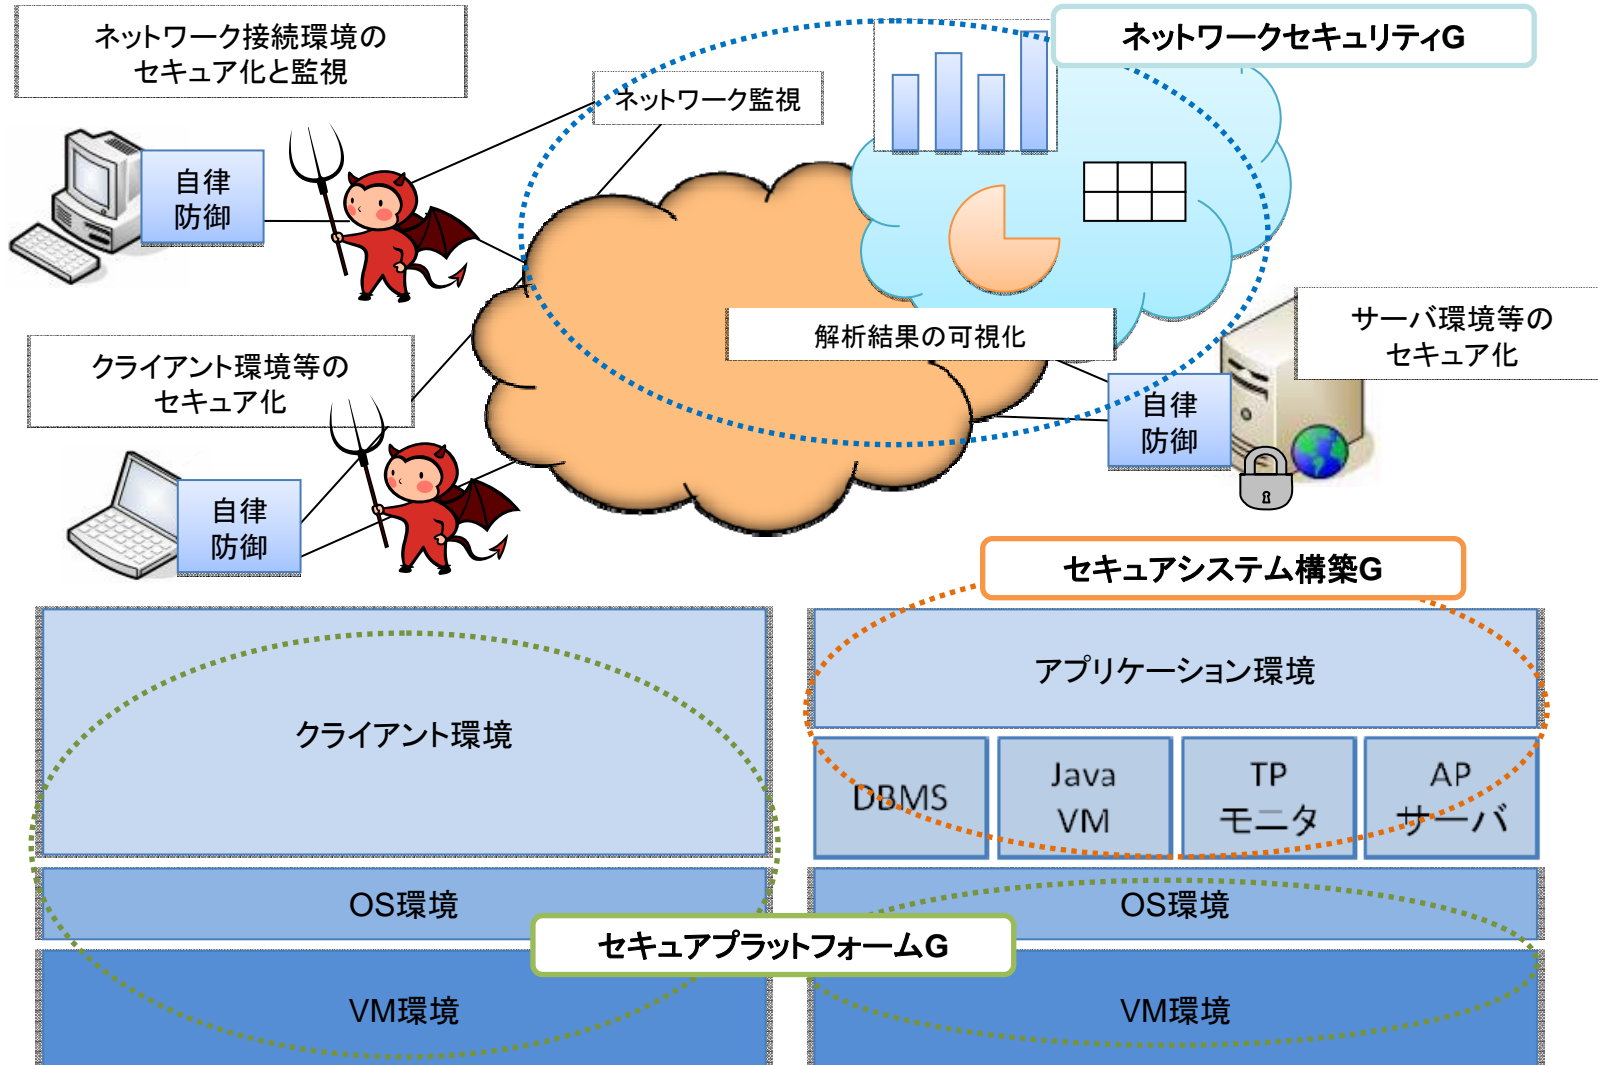 ネットワーク接続環境の
セキュア化と監視
ネットワークセキュリティG
ネットワーク監視
自律
防御
解析結果の可視化
サーバ環境等の
セキュア化
クライアント環境等の
セキュア化
自律
防御
自律
防御
セキュアシステム構築G
クライアント環境
アプリケーション環境
DBMS
Java
VM
TP
モニタ
AP
サーバ
OS環境
OS環境
セキュアプラットフォームG
VM環境
VM環境